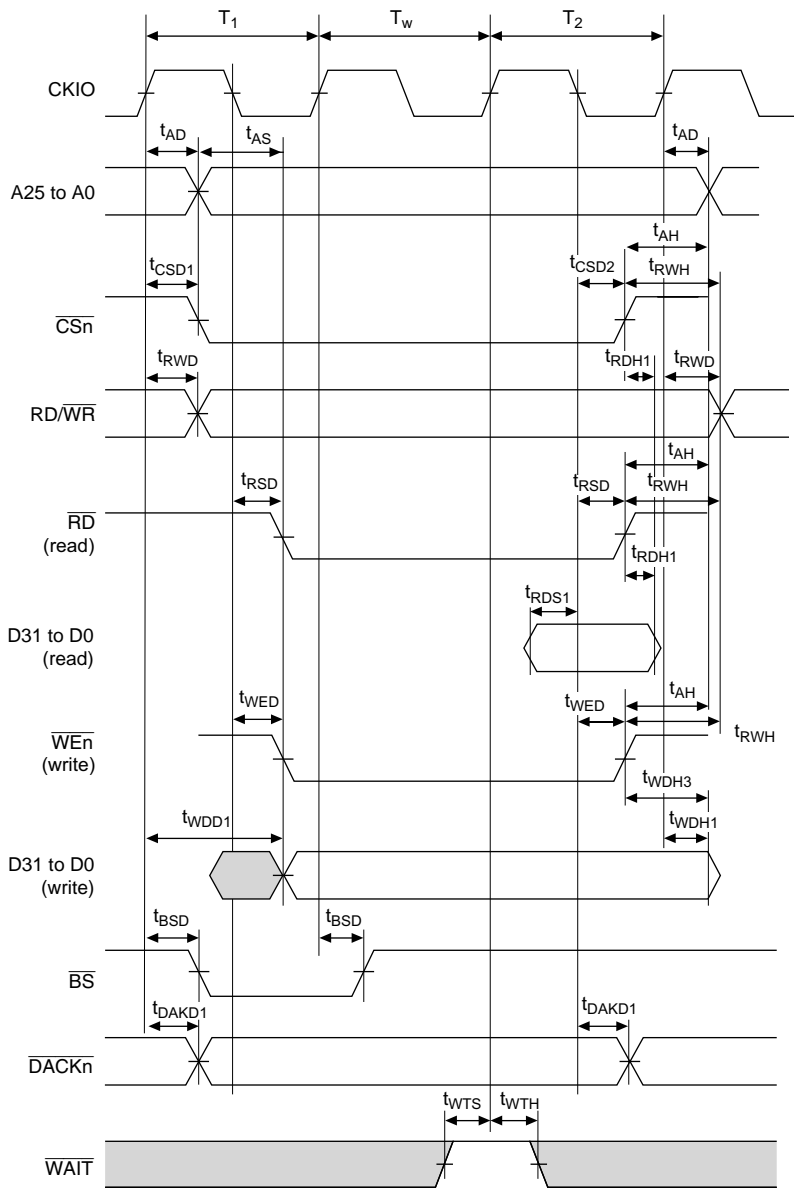 T1 Tw T2
CKIO
tAD tAS tAD
A25 to A0
tAH
tCSD1 tCSD2 tRWH
CSn
tRWD tRDH1 tRWD
RD/WR
tAH
tRSD tRSD tRWH
RD
(read)
tRDH1
tRDS1
D31 to D0
(read)
tAH
tWED tWED
tRWH
WEn
(write)
tWDH3
tWDD1 tWDH1
D31 to D0
(write)
tBSD tBSD
BS
tDAKD1 tDAKD1
DACKn
tWTS tWTH
WAIT